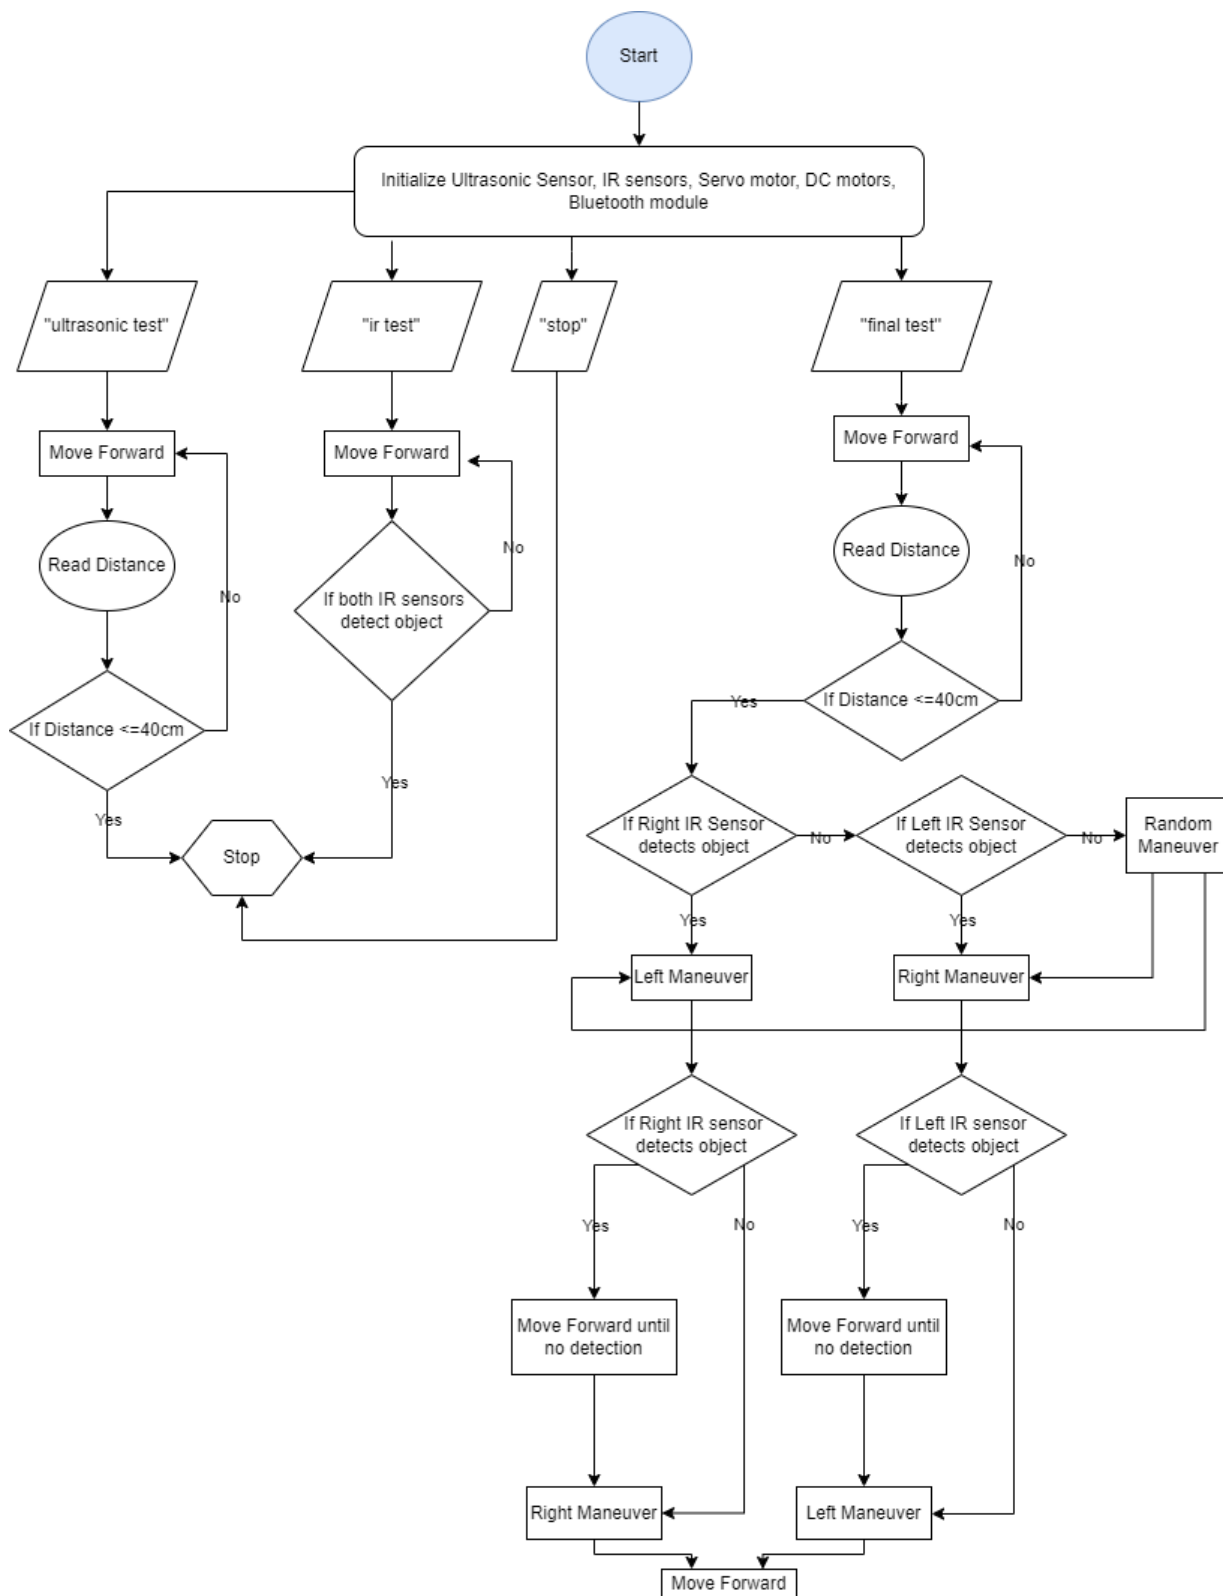 Start
Initialize Ultrasonic Sensor, IR sensors, Servo motor, DC motors,
Bluetooth module
"ultrasonic test"
"ir test"
"stop"
"final test"
Move Forward
Move Forward
Move Forward
Read Distance
No
Read Distance
No
No
If both IR sensors
detect object
If Distance <=40cm
Yes
If Distance <=40cm
Yes
Yes
Stop
If Right IR Sensor
detects object
No
If Left IR Sensor
detects object
No
Random
Maneuver
Yes
Yes
Left Maneuver
Right Maneuver
If Right IR sensor
detects object
If Left IR sensor
detects object
Yes
No
Yes
No
Move Forward until
no detection
Move Forward until
no detection
Right Maneuver
Left Maneuver
Move Forward